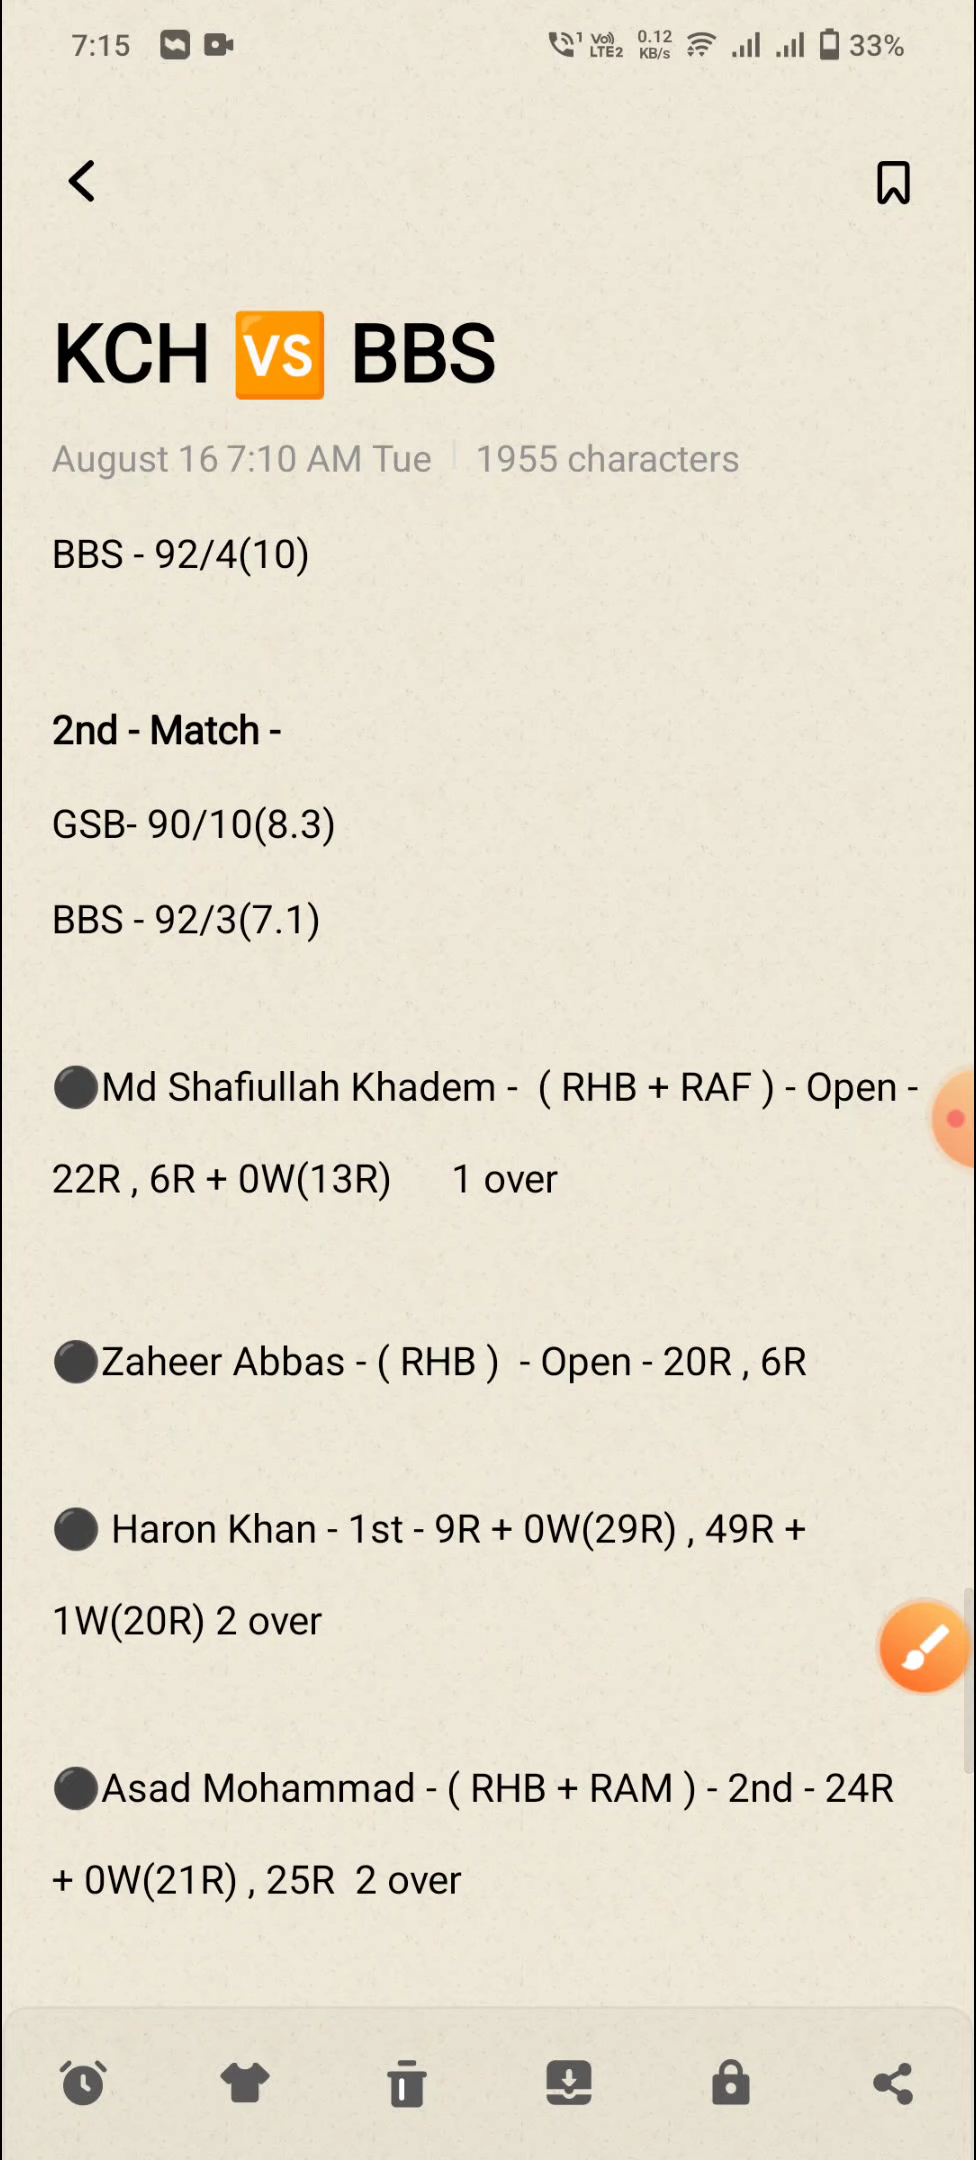 7:15 1 Vo) LTE2 0.12 KB/s 33%
KCH VS BBS
August 16 7:10 AM Tue | 1955 characters
BBS - 92/4(10)
2nd - Match -
GSB- 90/10(8.3)
BBS - 92/3(7.1)
⚫Md Shafiullah Khadem - ( RHB + RAF ) - Open -
22R , 6R + 0W(13R) 1 over
⚫Zaheer Abbas - ( RHB ) - Open - 20R , 6R
⚫ Haron Khan - 1st - 9R + 0W(29R) , 49R +
1W(20R) 2 over
⚫Asad Mohammad - ( RHB + RAM ) - 2nd - 24R
+ 0W(21R) , 25R 2 over